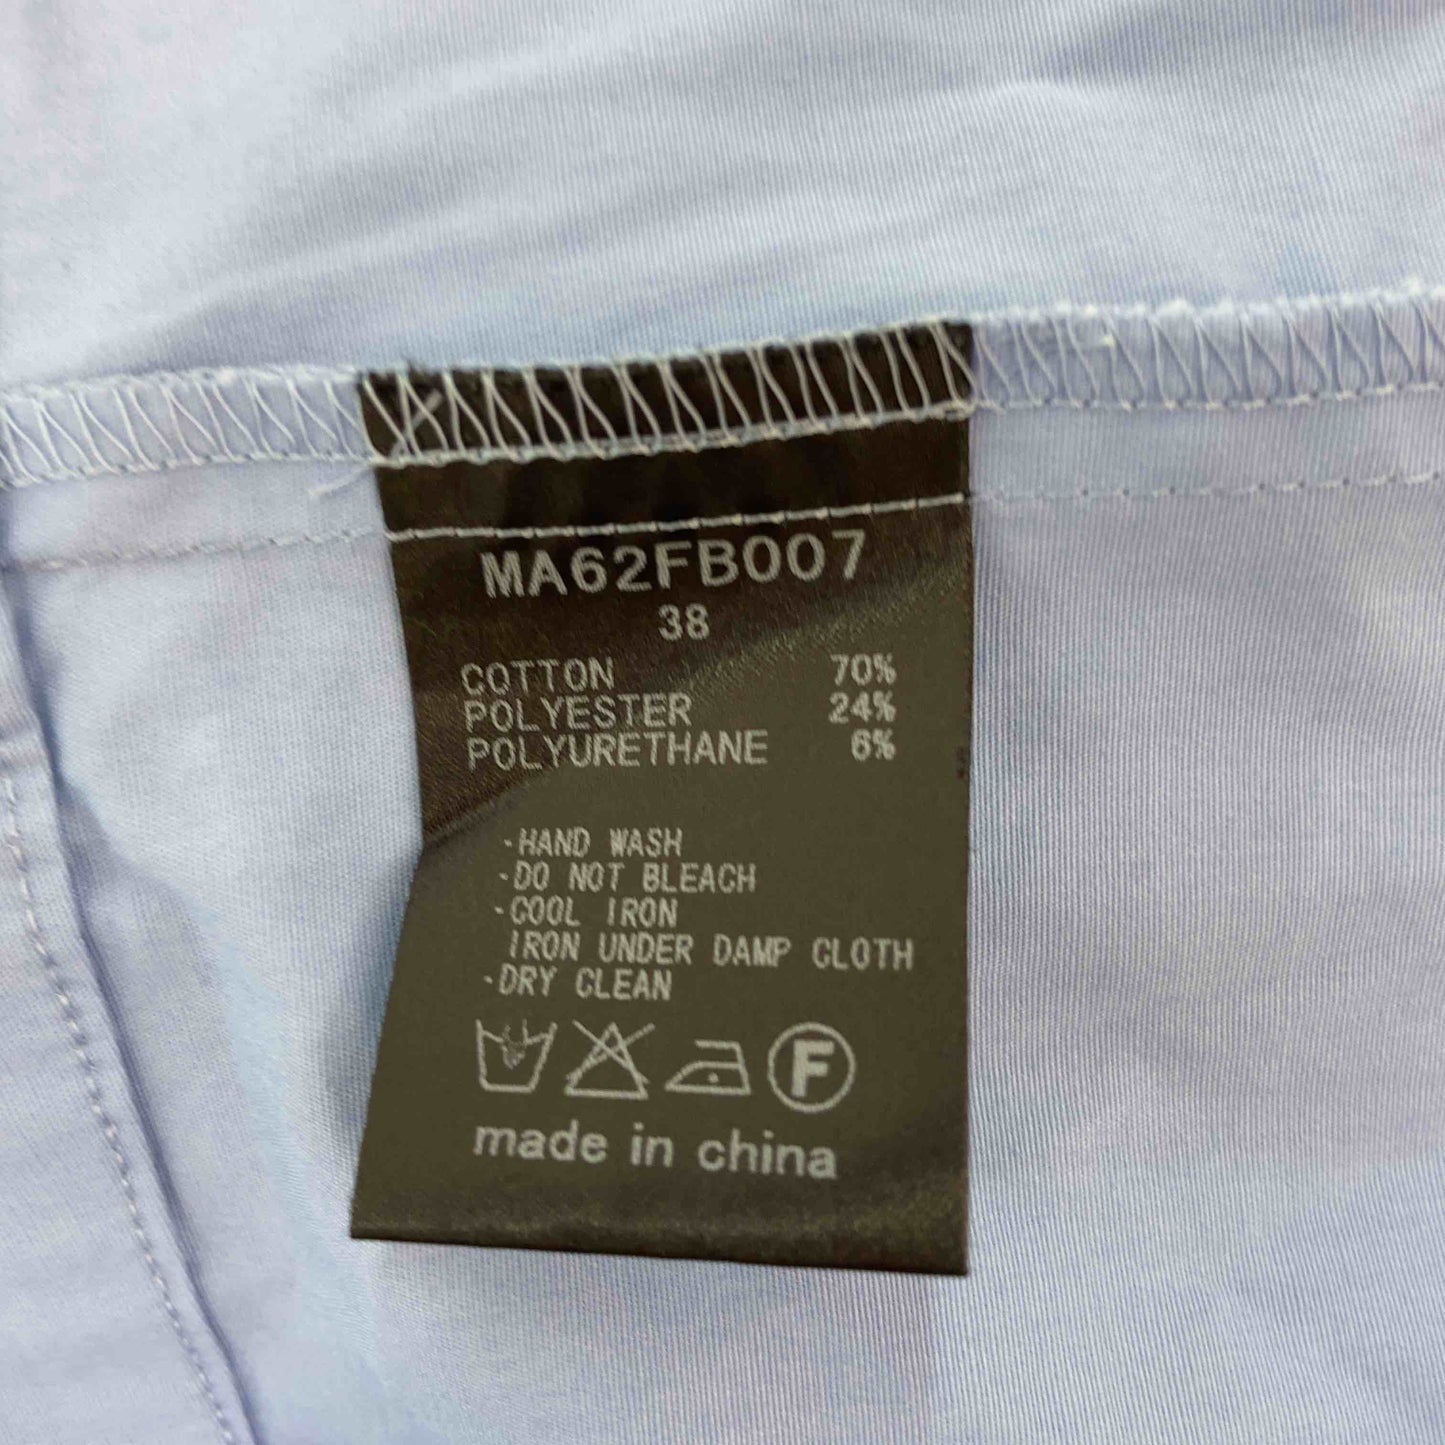 MA62FB007
38
COTTON 70%
POLYESTER 24%
POLYURETHANE 6%
-HAND WASH
-DO NOT BLEACH
-COOL IRON
IRON UNDER DAMP CLOTH
-DRY CLEAN
F
made in china